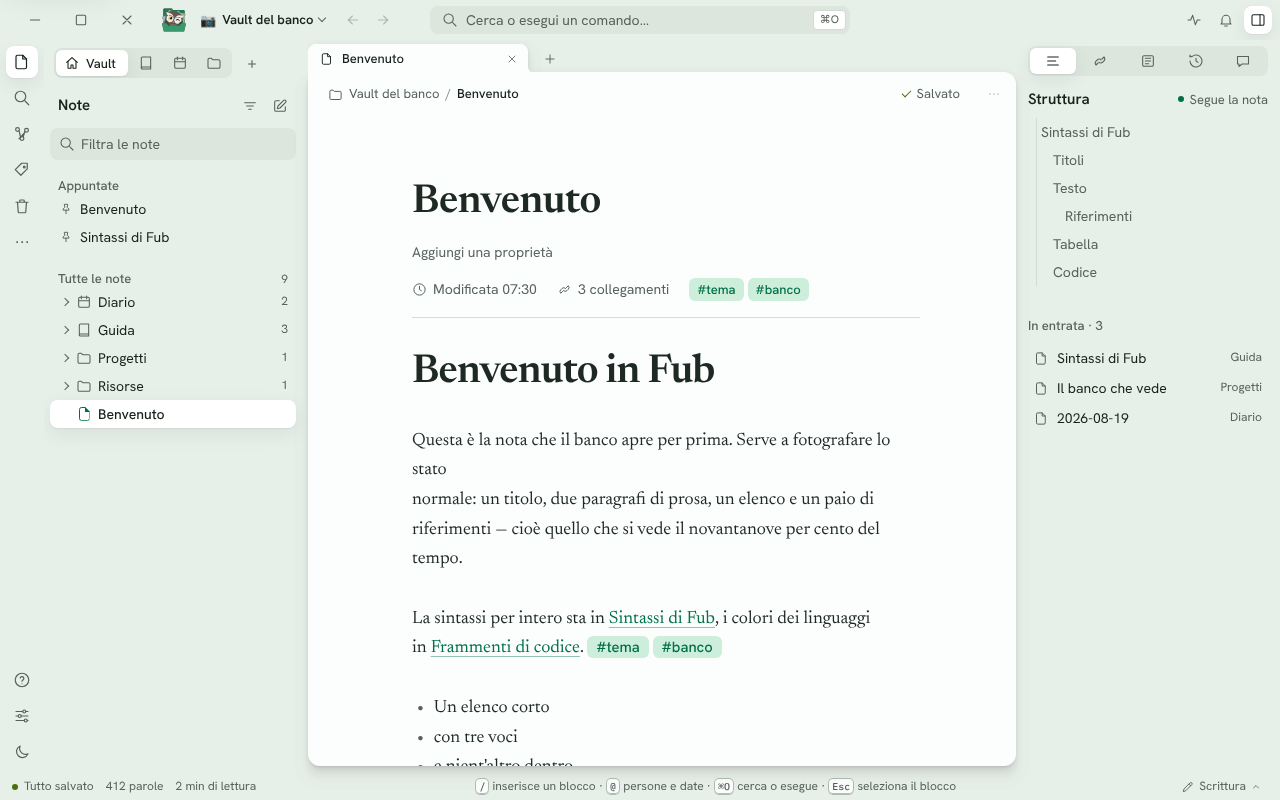 Vault del banco
Cerca o esegui un comando…
⌘O
Vault
Benvenuto
Note
Filtra le note
Appuntate
Benvenuto
Sintassi di Fub
Tutte le note 9
Diario 2
Guida 3
Progetti 1
Risorse 1
Benvenuto
Vault del banco / Benvenuto
Salvato
Benvenuto
Aggiungi una proprietà
Modificata 07:30 3 collegamenti #tema #banco
Benvenuto in Fub
Questa è la nota che il banco apre per prima. Serve a fotografare lo
stato
normale: un titolo, due paragrafi di prosa, un elenco e un paio di
riferimenti — cioè quello che si vede il novantanove per cento del
tempo.
La sintassi per intero sta in Sintassi di Fub, i colori dei linguaggi
in Frammenti di codice. #tema #banco
• Un elenco corto
• con tre voci
• e nient'altro dentro
Struttura
Segue la nota
Sintassi di Fub
Titoli
Testo
Riferimenti
Tabella
Codice
In entrata · 3
Sintassi di Fub Guida
Il banco che vede Progetti
2026-08-19 Diario
Tutto salvato 412 parole 2 min di lettura
/ inserisce un blocco · @ persone e date · ⌘O cerca o esegue · Esc seleziona il blocco
Scrittura